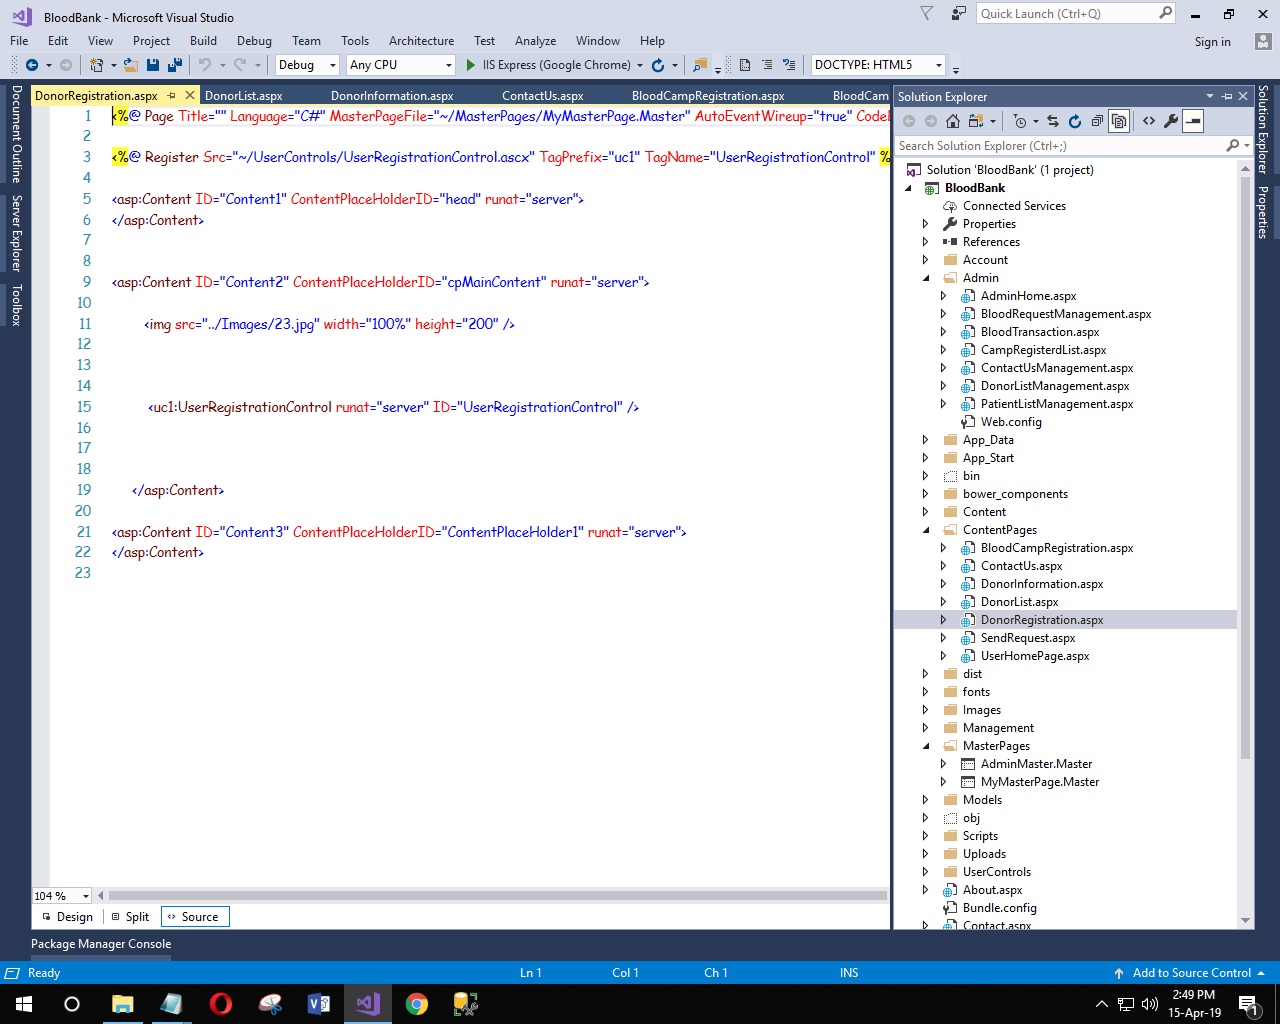 BloodBank - Microsoft Visual Studio
Quick Launch (Ctrl+Q)
File Edit View Project Build Debug Team Tools Architecture Test Analyze Window Help
Sign in
Debug Any CPU IIS Express (Google Chrome) DOCTYPE: HTML5
Document Outline
Server Explorer
Toolbox
DonorRegistration.aspx DonorList.aspx DonorInformation.aspx ContactUs.aspx BloodCampRegistration.aspx BloodCam
1 <%@ Page Title="" Language="C#" MasterPageFile="~/MasterPages/MyMasterPage.Master" AutoEventWireup="true" CodeB
2
3 <%@ Register Src="~/UserControls/UserRegistrationControl.ascx" TagPrefix="uc1" TagName="UserRegistrationControl" %
4
5 <asp:Content ID="Content1" ContentPlaceHolderID="head" runat="server">
6 </asp:Content>
7
8
9 <asp:Content ID="Content2" ContentPlaceHolderID="cpMainContent" runat="server">
10
11 <img src="../Images/23.jpg" width="100%" height="200" />
12
13
14
15 <uc1:UserRegistrationControl runat="server" ID="UserRegistrationControl" />
16
17
18
19 </asp:Content>
20
21 <asp:Content ID="Content3" ContentPlaceHolderID="ContentPlaceHolder1" runat="server">
22 </asp:Content>
23
104 %
Design Split Source
Package Manager Console
Solution Explorer
Search Solution Explorer (Ctrl+;)
Solution 'BloodBank' (1 project)
BloodBank
Connected Services
Properties
References
Account
Admin
AdminHome.aspx
BloodRequestManagement.aspx
BloodTransaction.aspx
CampRegisterdList.aspx
ContactUsManagement.aspx
DonorListManagement.aspx
PatientListManagement.aspx
Web.config
App_Data
App_Start
bin
bower_components
Content
ContentPages
BloodCampRegistration.aspx
ContactUs.aspx
DonorInformation.aspx
DonorList.aspx
DonorRegistration.aspx
SendRequest.aspx
UserHomePage.aspx
dist
fonts
Images
Management
MasterPages
AdminMaster.Master
MyMasterPage.Master
Models
obj
Scripts
Uploads
UserControls
About.aspx
Bundle.config
Contact.aspx
Solution Explorer
Properties
Ready Ln 1 Col 1 Ch 1 INS Add to Source Control
2:49 PM
15-Apr-19
1